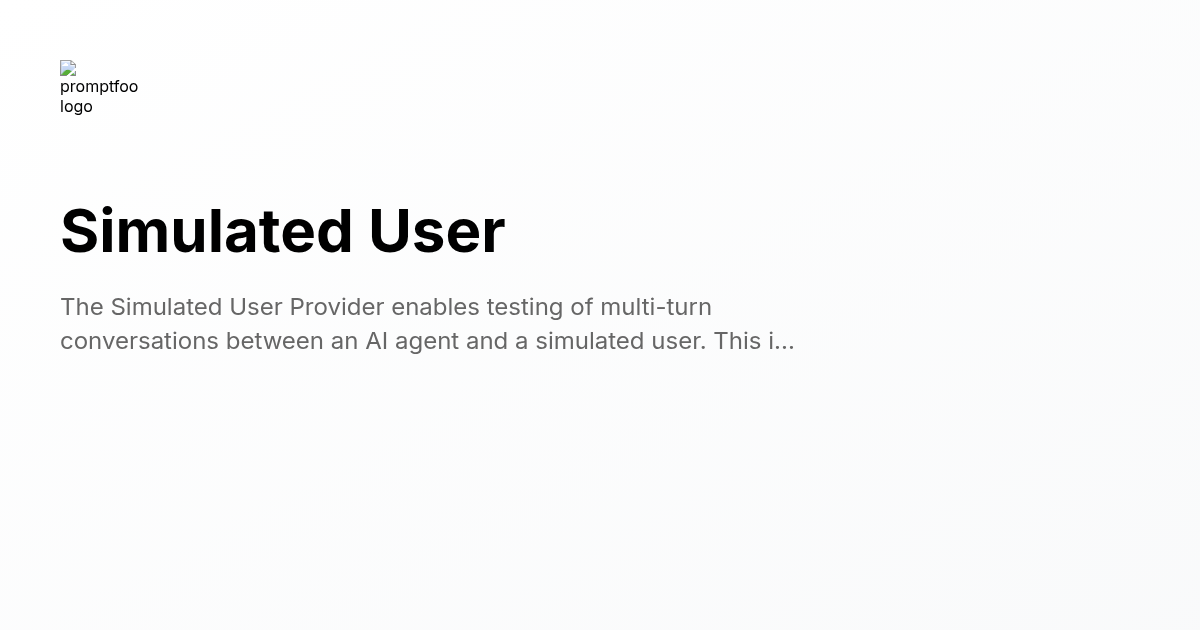 promptfoo
logo
Simulated User
The Simulated User Provider enables testing of multi-turn
conversations between an AI agent and a simulated user. This i...